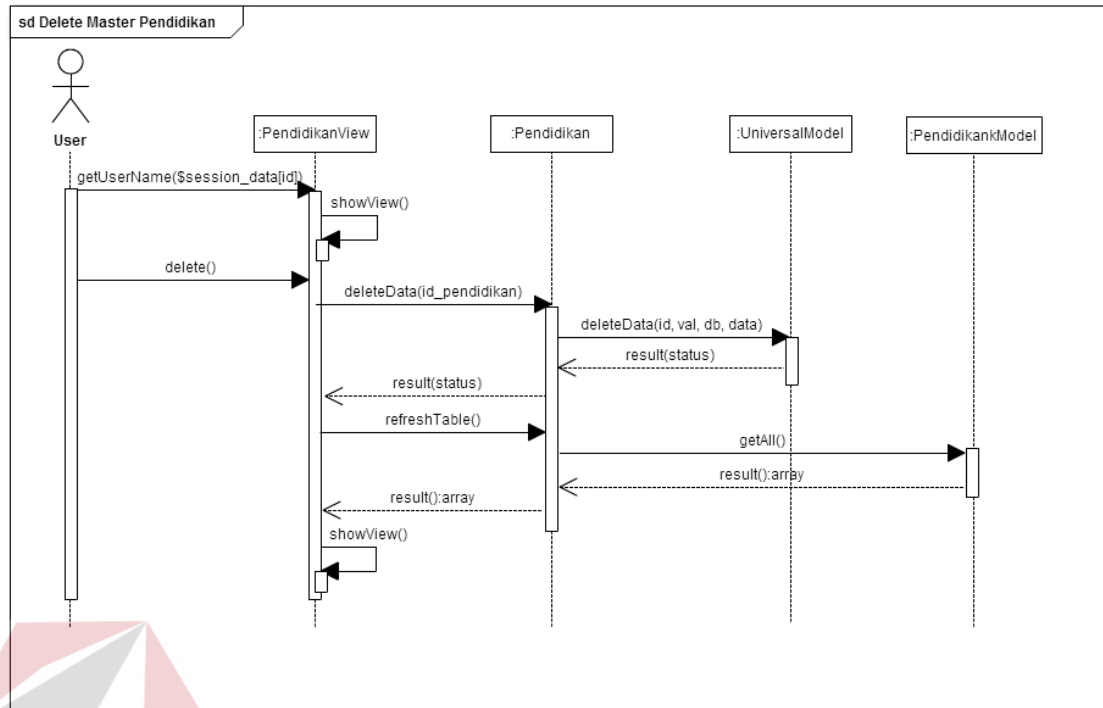 sd Delete Master Pendidikan
User
:PendidikanView
:Pendidikan
:UniversalModel
:PendidikankModel
getUserName($session_data[id])
showView()
delete()
deleteData(id_pendidikan)
deleteData(id, val, db, data)
result(status)
result(status)
refreshTable()
getAll()
result():array
result():array
showView()